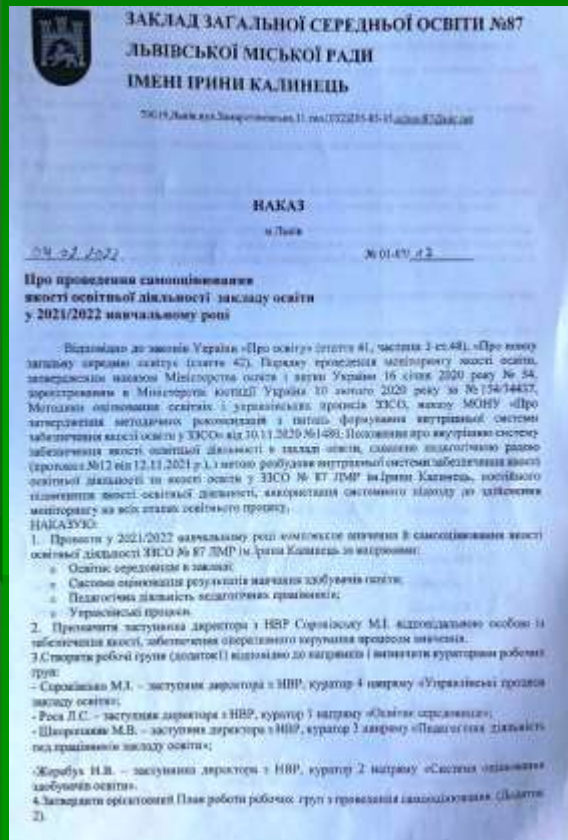 ЗАКЛАД ЗАГАЛЬНОЇ СЕРЕДНЬОЇ ОСВІТИ №87
ЛЬВІВСЬКОЇ МІСЬКОЇ РАДИ
ІМЕНІ ІРИНИ КАЛИНЕЦЬ
НАКАЗ
м.Львів
04.02.2022 № 01-07/
Про проведення самооцінювання
якості освітньої діяльності закладу освіти
у 2021/2022 навчальному році
Відповідно до законів України «Про освіту» (стаття 41, частина 3 ст.48), «Про повну
загальну середню освіту» (стаття 42), Порядку проведення моніторингу якості освіти,
затвердженим наказом Міністерства освіти і науки України 16 січня 2020 року № 54,
зареєстрованим в Міністерстві юстиції України 10 лютого 2020 року за №154/34437,
Методики оцінювання освітніх і управлінських процесів ЗЗСО, наказу МОНУ «Про
затвердження методичних рекомендацій з питань формування внутрішньої системи
забезпечення якості освіти у ЗЗСО» від 30.11.2020 №1480, Положення про внутрішню систему
забезпечення якості освітньої діяльності в закладі освіти, схвалено педагогічною радою
(протокол №12 від 12.11.2021 р.), з метою розбудови внутрішньої системи забезпечення якості
освітньої діяльності та якості освіти у ЗЗСО № 87 ЛМР ім.Ірини Калинець, постійного
підвищення якості освітньої діяльності, використання системного підходу до здійснення
моніторингу на всіх етапах освітнього процесу,
НАКАЗУЮ:
1. Провести у 2021/2022 навчальному році комплексне вивчення й самооцінювання якості
освітньої діяльності ЗЗСО № 87 ЛМР ім.Ірини Калинець за напрямами:
Освітнє середовище в закладі;
Система оцінювання результатів навчання здобувачів освіти;
Педагогічна діяльність педагогічних працівників;
Управлінські процеси.
2. Призначити заступника директора з НВР М.І. відповідальною особою із
забезпечення якості, забезпечення оперативного керування процесом вивчення.
3.Створити робочі групи (додаток1) відповідно до напрямів і визначити кураторами робочих
груп:
М.І. – заступник директора з НВР, куратор 4 напряму «Управлінські процеси
закладу освіти»;
- Роса Л.С. – заступник директора з НВР, куратор 1 напряму «Освітнє середовище»;
М.В. – заступник директора з НВР, куратор 3 напряму «Педагогічна діяльність
пед.працівників закладу освіти»;
-Жеребух Н.В. – заступник директора з НВР, куратор 2 напряму «Система оцінювання
здобувачів освіти».
4.Затвердити орієнтовний План роботи робочих груп з проведення самооцінювання (Додаток
2).